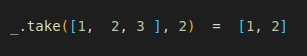 _.take([1, 2, 3 ], 2) = [1, 2]